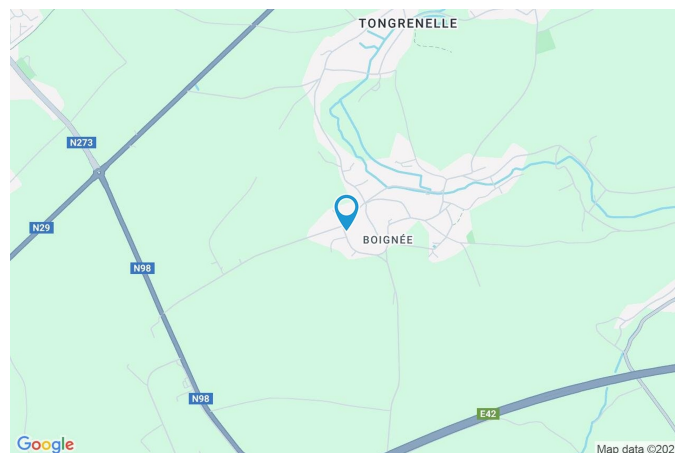 TONGRENELLE
N273
N29
BOIGNÉE
N98
N98
E42
Google
Map data ©202